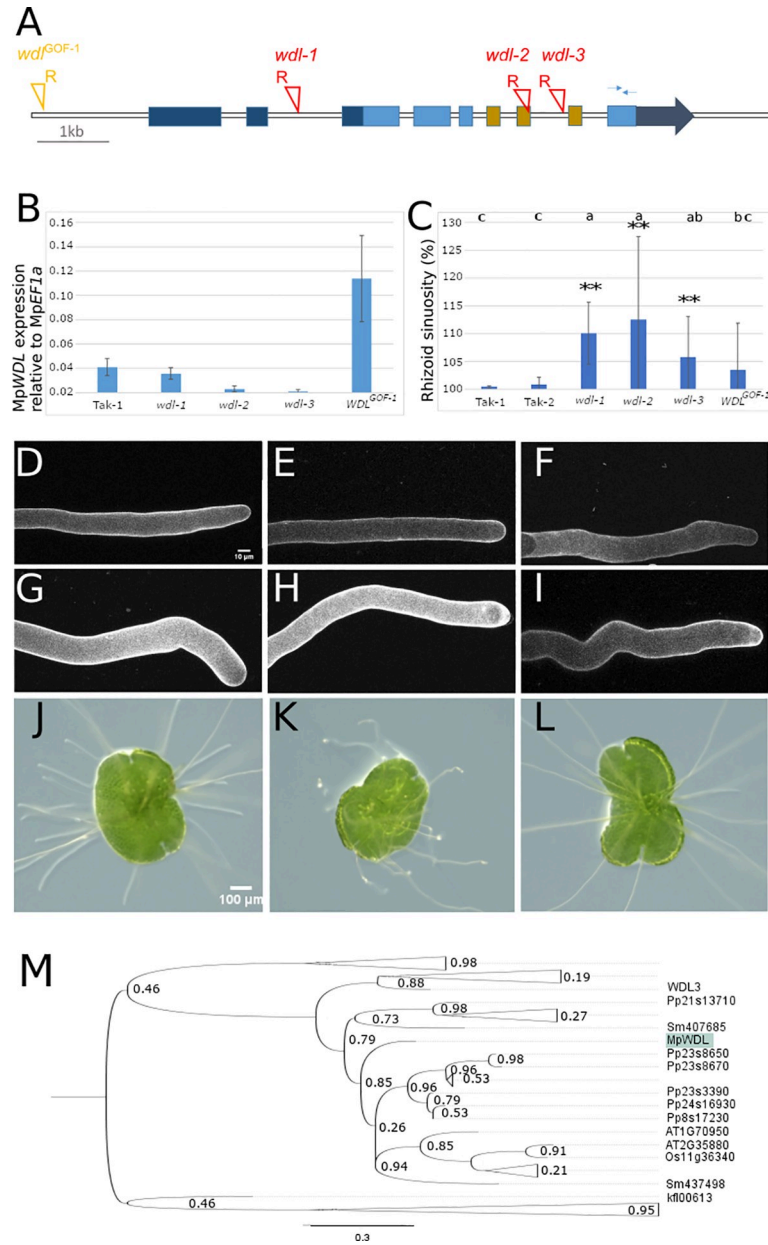 A
wdl^GOF-1
R
wdl-1
R
wdl-2
R
wdl-3
R
1kb
B
MpWDL expression
relative to MpEF1a
0.16
0.14
0.12
0.10
0.08
0.06
0.04
0.02
Tak-1
wdl-1
wdl-2
wdl-3
WDL^GOF-1
C
Rhizoid sinuosity (%)
130
125
120
115
110
105
100
c
c
a
a
ab
bc
**
**
**
Tak-1
Tak-2
wdl-1
wdl-2
wdl-3
WDL^GOF-1
D
10 µm
E
F
G
H
I
J
100 µm
K
L
M
0.98
0.19
0.88
0.46
WDL3
Pp21s13710
0.98
0.27
0.73
Sm407685
0.79
MpWDL
Pp23s8650
0.98
Pp23s8670
0.96
0.53
0.85
0.96
Pp23s3390
0.79
Pp24s16930
0.53
Pp8s17230
0.26
AT1G70950
0.85
AT2G35880
0.91
Os11g36340
0.94
0.21
Sm437498
kfl00613
0.46
0.95
0.3